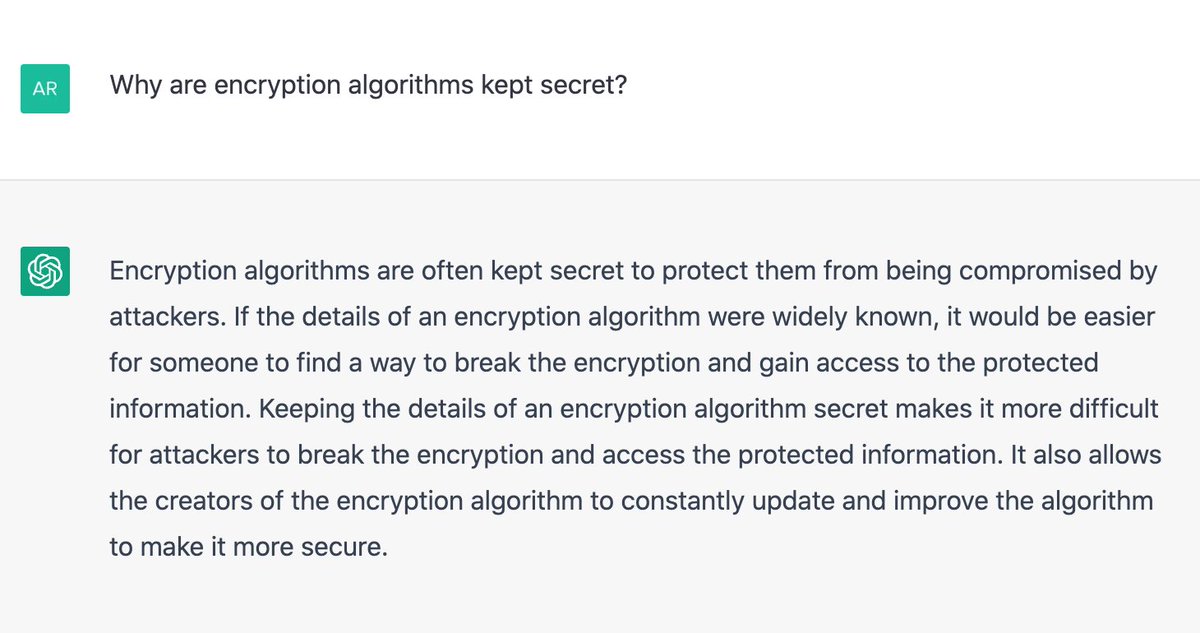 AR
Why are encryption algorithms kept secret?
Encryption algorithms are often kept secret to protect them from being compromised by
attackers. If the details of an encryption algorithm were widely known, it would be easier
for someone to find a way to break the encryption and gain access to the protected
information. Keeping the details of an encryption algorithm secret makes it more difficult
for attackers to break the encryption and access the protected information. It also allows
the creators of the encryption algorithm to constantly update and improve the algorithm
to make it more secure.